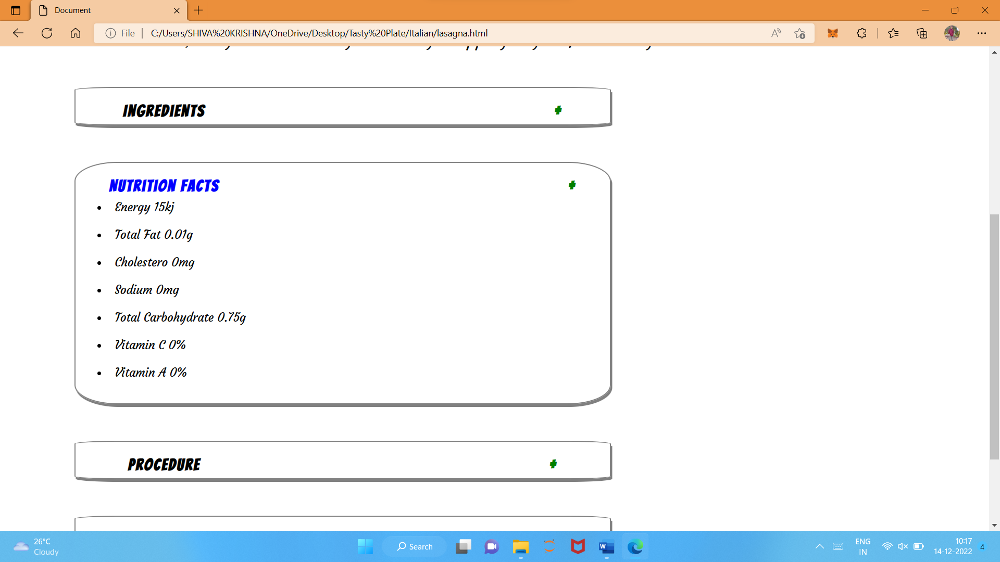 Document
File
C:/Users/SHIVA%20KRISHNA/OneDrive/Desktop/Tasty%20Plate/Italian/lasagna.html
INGREDIENTS +
NUTRITION FACTS +
• Energy 15kj
• Total Fat 0.01g
• Cholestero 0mg
• Sodium 0mg
• Total Carbohydrate 0.75g
• Vitamin C 0%
• Vitamin A 0%
PROCEDURE +
26°C
Cloudy
Search
ENG
IN
10:17
14-12-2022
4